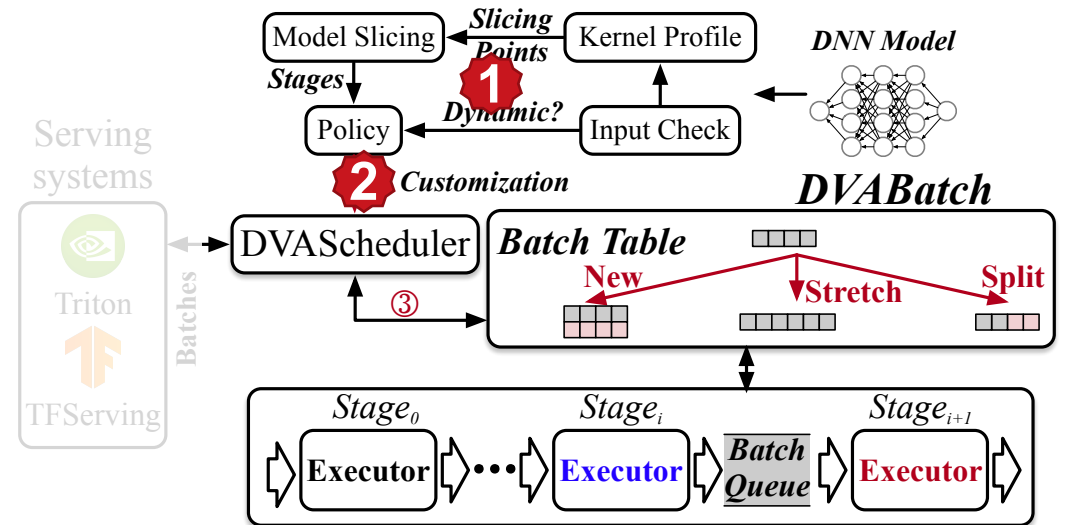 Model Slicing
Slicing
Points
Kernel Profile
DNN Model
Stages
1
Dynamic?
Policy
Input Check
2
Customization
DVABatch
Serving
systems
Triton
TFServing
Batches
DVAScheduler
③
Batch Table
New
Stretch
Split
Stage0
Stagei
Stagei+1
Executor
•••
Executor
Batch
Queue
Executor